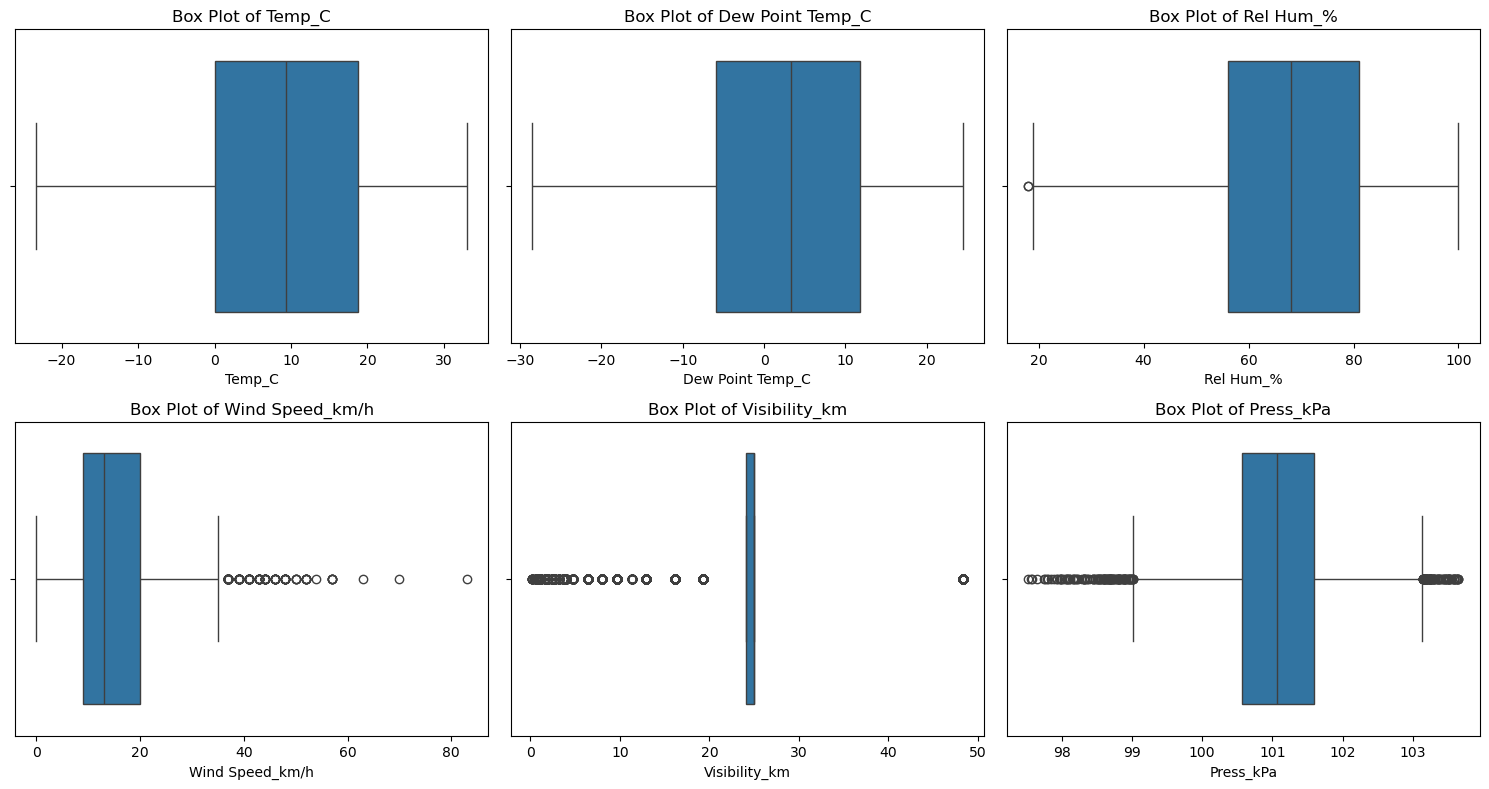 Box Plot of Temp_C
−20 −10 0 10 20 30
Temp_C
Box Plot of Dew Point Temp_C
−30 −20 −10 0 10 20
Dew Point Temp_C
Box Plot of Rel Hum_%
20 40 60 80 100
Rel Hum_%
Box Plot of Wind Speed_km/h
0 20 40 60 80
Wind Speed_km/h
Box Plot of Visibility_km
0 10 20 30 40 50
Visibility_km
Box Plot of Press_kPa
98 99 100 101 102 103
Press_kPa